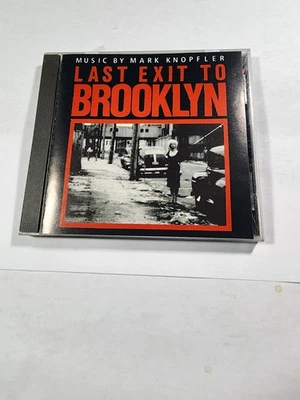 MUSIC BY MARK KNOPFLER
LAST EXIT TO
BROOKLYN